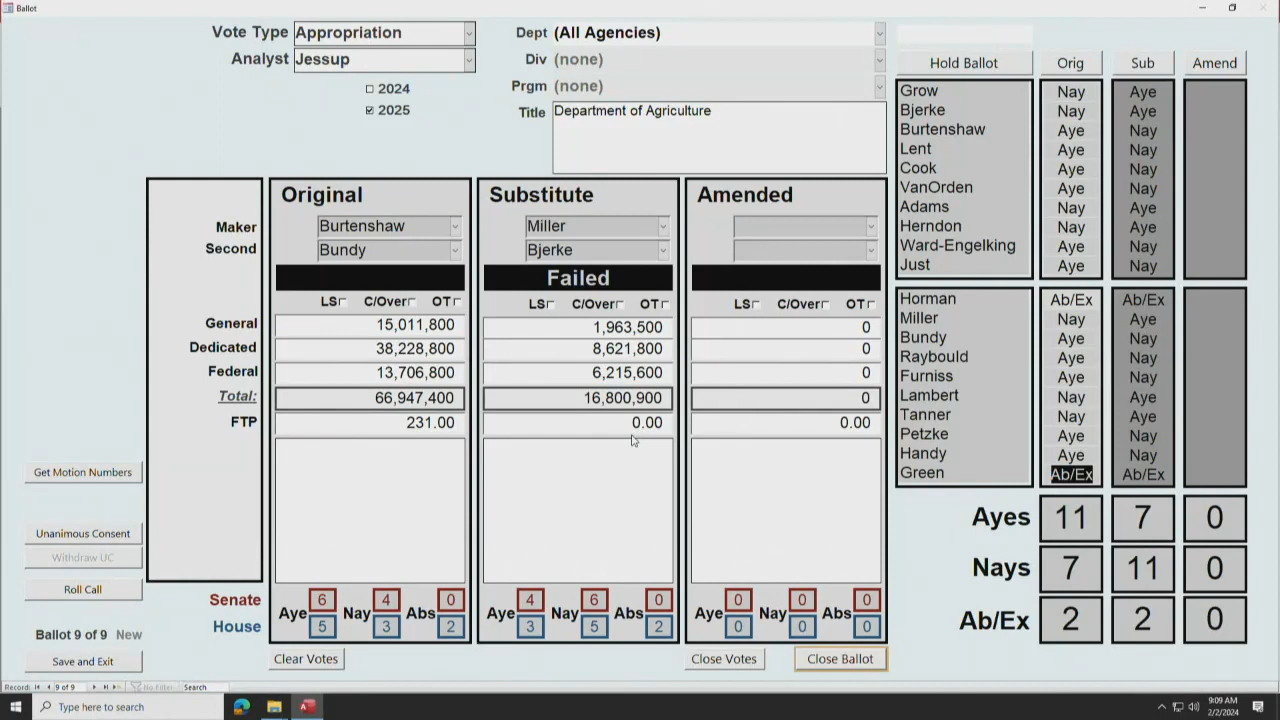 Ballot
Vote Type Appropriation
Analyst Jessup
2024
2025
Dept (All Agencies)
Div (none)
Prgm (none)
Title Department of Agriculture
Hold Ballot Orig Sub Amend
Grow Nay Aye
Bjerke Nay Aye
Burtenshaw Aye Nay
Lent Aye Nay
Cook Aye Nay
VanOrden Aye Nay
Adams Nay Aye
Herndon Nay Aye
Ward-Engelking Aye Nay
Just Aye Nay
Horman Ab/Ex Ab/Ex
Miller Nay Aye
Bundy Aye Nay
Raybould Aye Nay
Furniss Aye Nay
Lambert Nay Aye
Tanner Nay Aye
Petzke Aye Nay
Handy Aye Nay
Green Ab/Ex Ab/Ex
Ayes 11 7 0
Nays 7 11 0
Ab/Ex 2 2 0
Original Substitute Amended
Maker Burtenshaw Miller
Second Bundy Bjerke
Failed
LS C/Over OT LS C/Over OT LS C/Over OT
General 15,011,800 1,963,500 0
Dedicated 38,228,800 8,621,800 0
Federal 13,706,800 6,215,600 0
Total: 66,947,400 16,800,900 0
FTP 231.00 0.00 0.00
Get Motion Numbers
Unanimous Consent
Withdraw UC
Roll Call
Ballot 9 of 9 New
Save and Exit
Senate Aye 6 Nay 4 Abs 0 Aye 4 Nay 6 Abs 0 Aye 0 Nay 0 Abs 0
House 5 3 2 3 5 2 0 0 0
Clear Votes Close Votes Close Ballot
Record: 9 of 9 No Filter Search
Type here to search
9:09 AM
2/2/2024